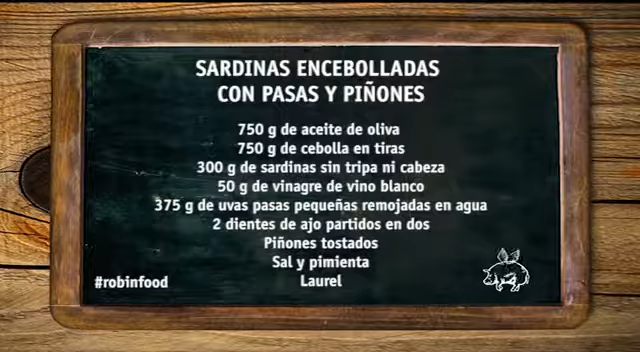 SARDINAS ENCEBOLLADAS
CON PASAS Y PIÑONES
750 g de aceite de oliva
750 g de cebolla en tiras
300 g de sardinas sin tripa ni cabeza
50 g de vinagre de vino blanco
375 g de uvas pasas pequeñas remojadas en agua
2 dientes de ajo partidos en dos
Piñones tostados
Sal y pimienta
Laurel
#robinfood